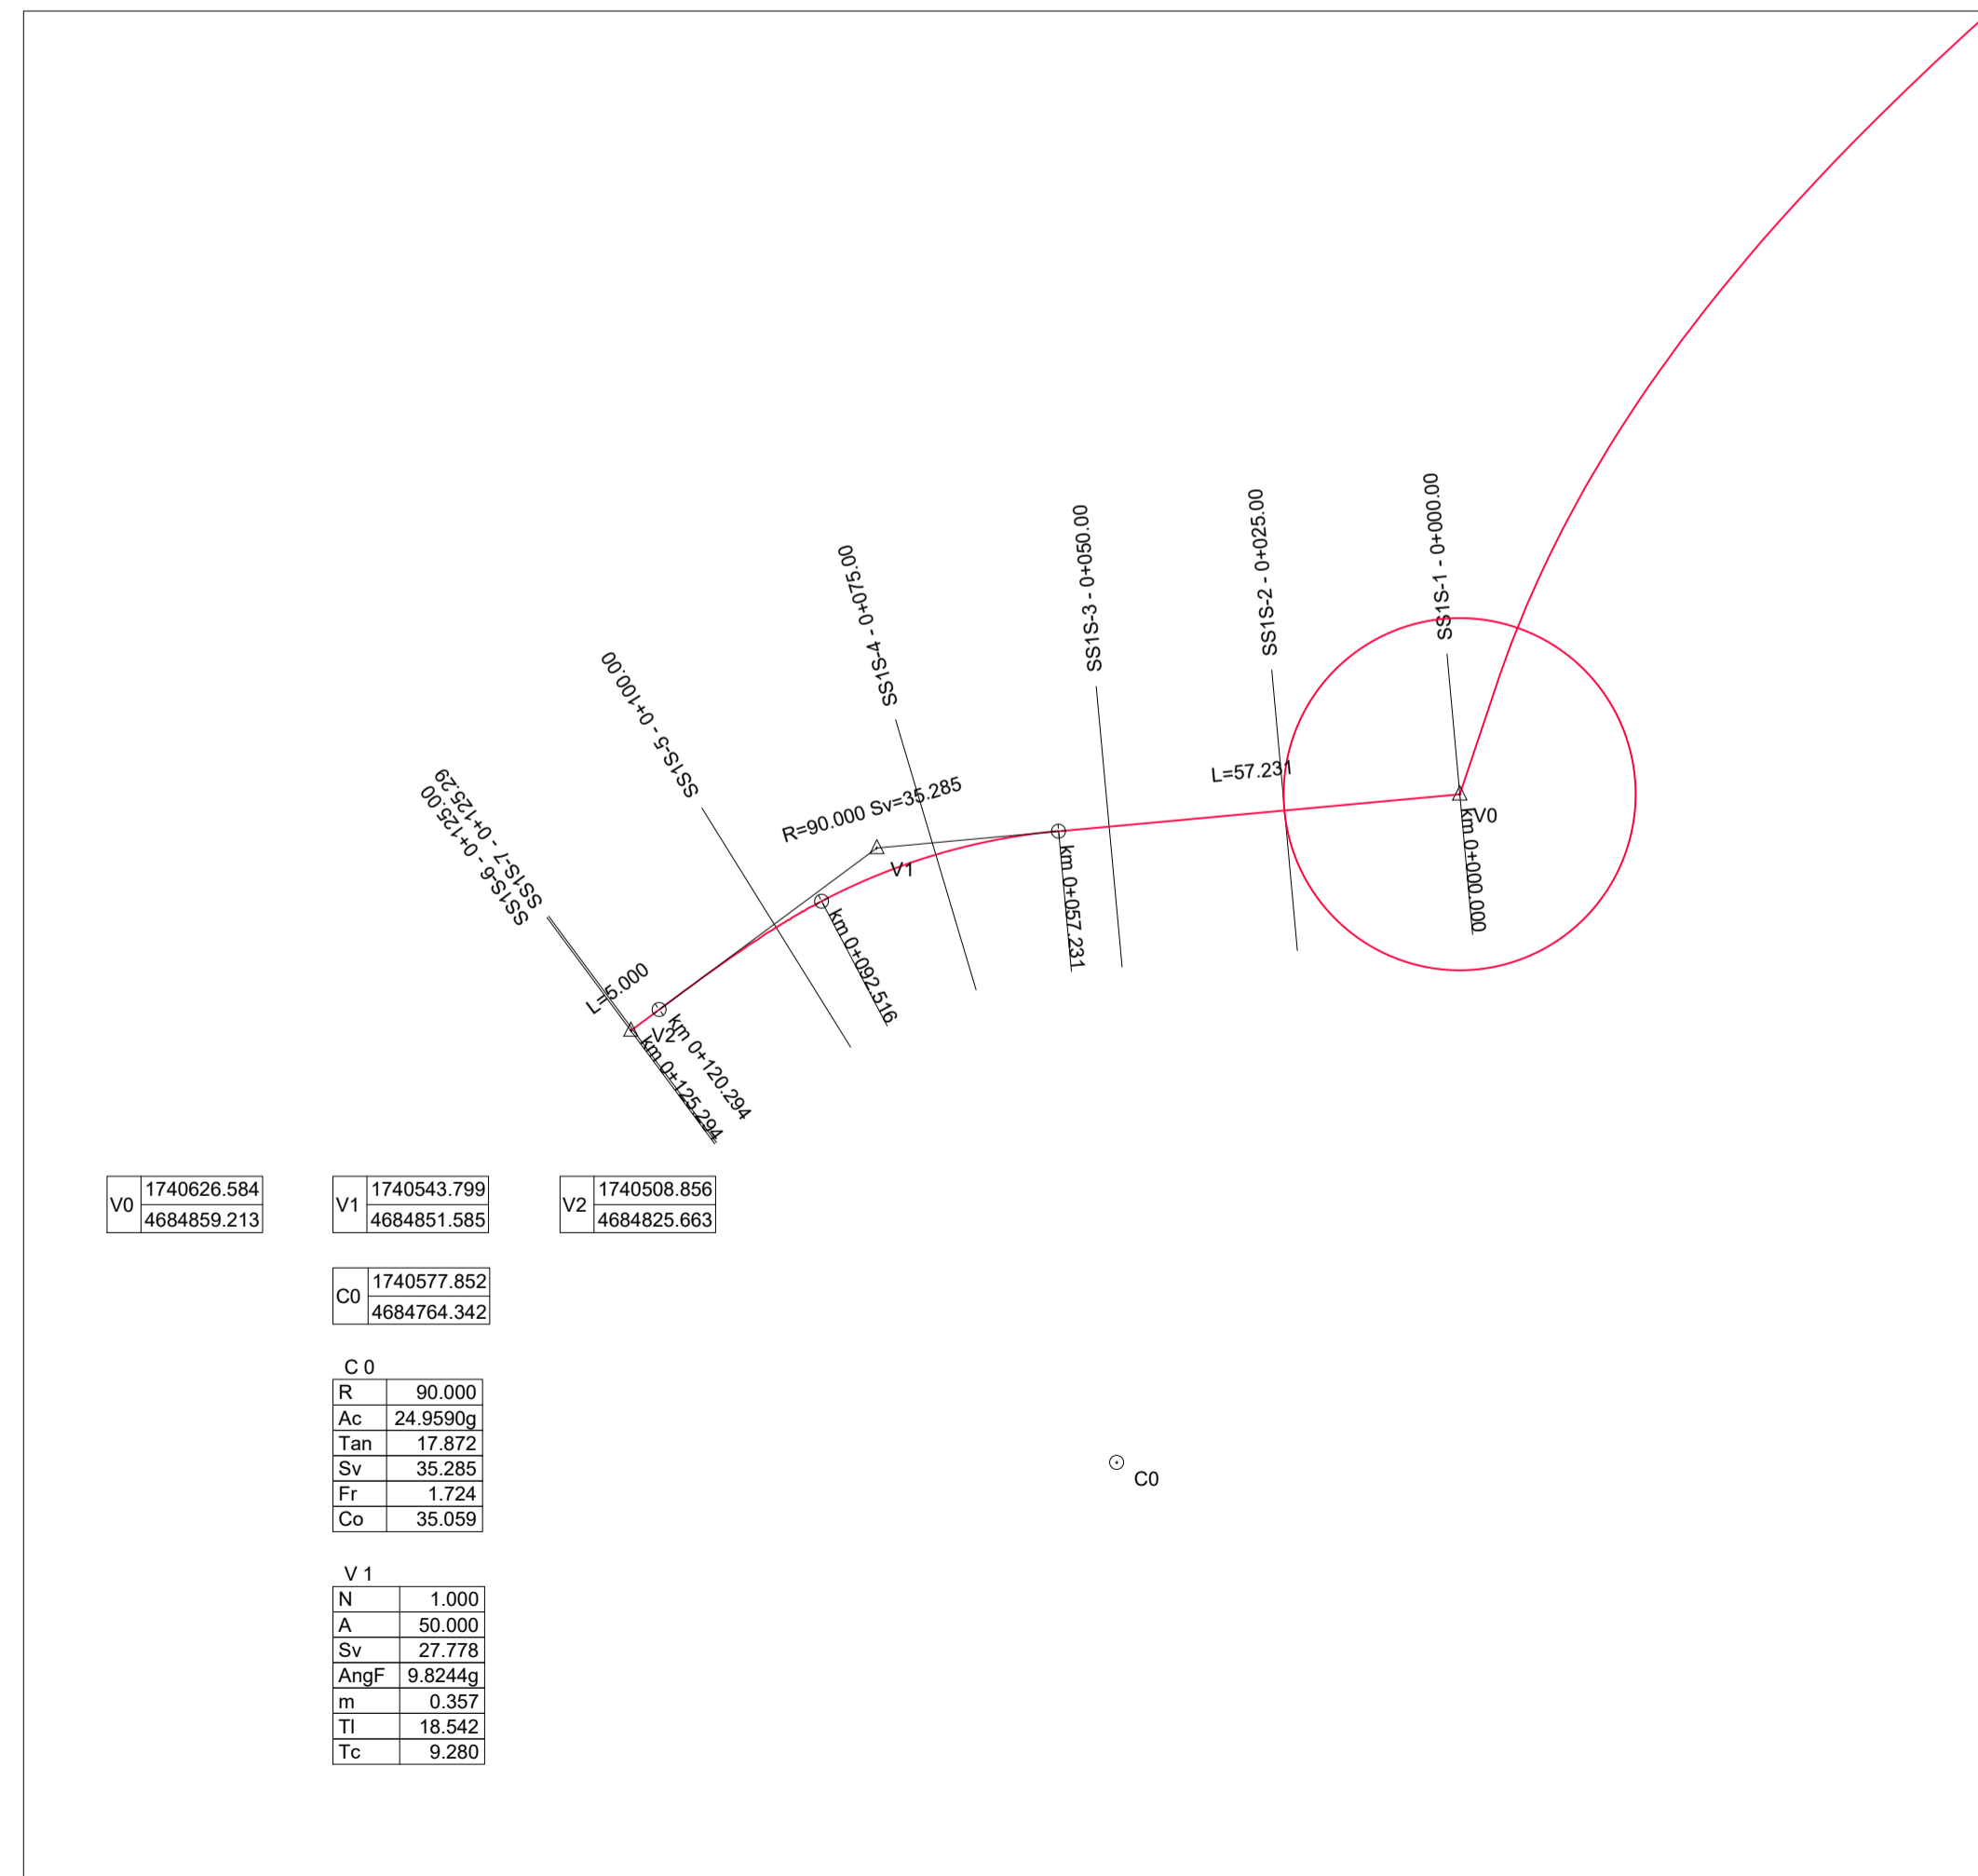 SS1S-1 - 0+000.00
SS1S-2 - 0+025.00
SS1S-3 - 0+050.00
SS1S-4 - 0+075.00
SS1S-5 - 0+100.00
SS1S-7 - 0+125.29
SS1S-6 - 0+125.00
L=57.231
R=90.000 Sv=35.285
L=5.000
V0
V1
V2
km 0+000.000
km 0+057.231
km 0+092.516
km 0+120.294
km 0+125.294
V0 1740626.584
4684859.213
V1 1740543.799
4684851.585
V2 1740508.856
4684825.663
C0 1740577.852
4684764.342
C 0
R 90.000
Ac 24.9590g
Tan 17.872
Sv 35.285
Fr 1.724
Co 35.059
C0
V 1
N 1.000
A 50.000
Sv 27.778
AngF 9.8244g
m 0.357
Tl 18.542
Tc 9.280